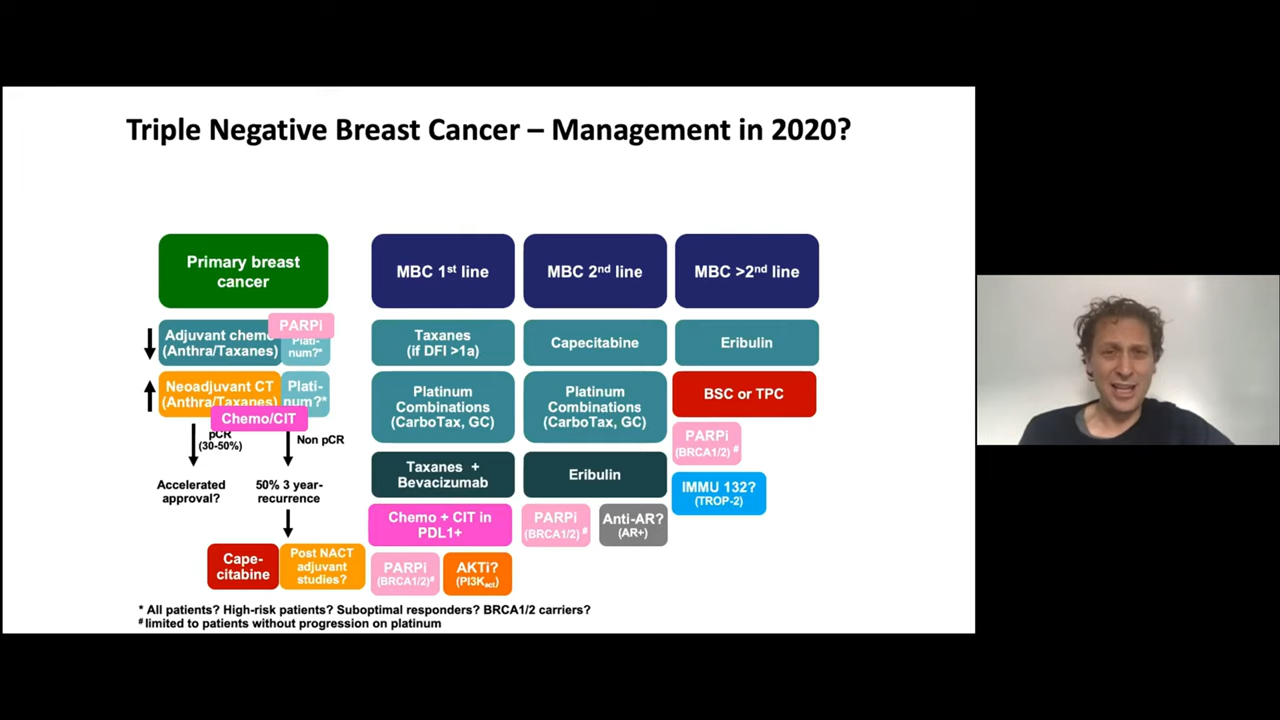 Triple Negative Breast Cancer – Management in 2020?
Primary breast
cancer
MBC 1st line
MBC 2nd line
MBC >2nd line
PARPi
Adjuvant chemo
(Anthra/Taxanes)
Plati-
num?*
Neoadjuvant CT
(Anthra/Taxanes)
Plati-
num?*
Chemo/CIT
pCR
(30-50%)
Non pCR
Accelerated
approval?
50% 3 year-
recurrence
Cape-
citabine
Post NACT
adjuvant
studies?
Taxanes
(if DFI >1a)
Platinum
Combinations
(CarboTax, GC)
Taxanes +
Bevacizumab
Chemo + CIT in
PDL1+
PARPi
(BRCA1/2)#
AKTi?
(PI3Kact)
Capecitabine
Platinum
Combinations
(CarboTax, GC)
Eribulin
PARPi
(BRCA1/2) #
Anti-AR?
(AR+)
Eribulin
BSC or TPC
PARPi
(BRCA1/2) #
IMMU 132?
(TROP-2)
* All patients? High-risk patients? Suboptimal responders? BRCA1/2 carriers?
# limited to patients without progression on platinum